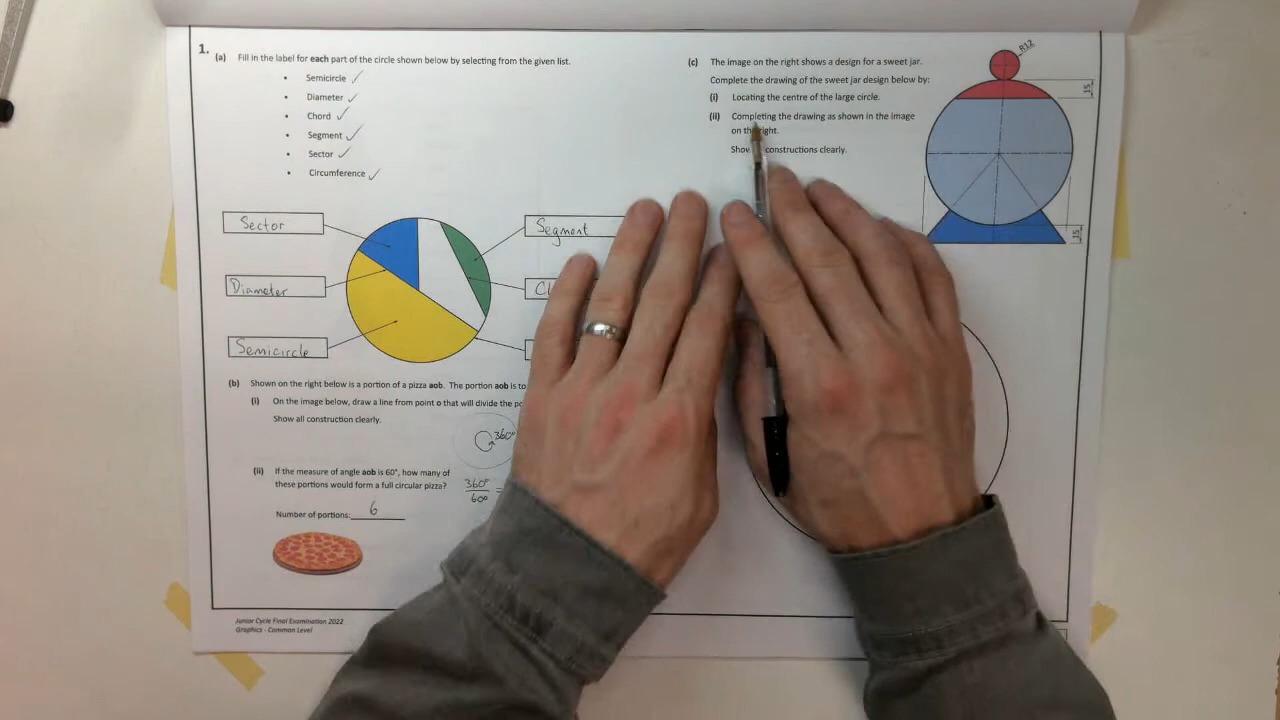 1.
(a) Fill in the label for each part of the circle shown below by selecting from the given list.
• Semicircle ✓
• Diameter ✓
• Chord ✓
• Segment ✓
• Sector ✓
• Circumference ✓
Sector
Segment
Diameter
Semicircle
(b) Shown on the right below is a portion of a pizza aob. The portion aob is to
(i) On the image below, draw a line from point o that will divide the
Show all construction clearly.
360°
(ii) If the measure of angle aob is 60°, how many of
these portions would form a full circular pizza?
360°
60°
=
Number of portions: 6
Junior Cycle Final Examination 2022
Graphics - Common Level
(c) The image on the right shows a design for a sweet jar.
Complete the drawing of the sweet jar design below by:
(i) Locating the centre of the large circle.
(ii) Completing the drawing as shown in the image
on the right.
constructions clearly.
R12
15
15